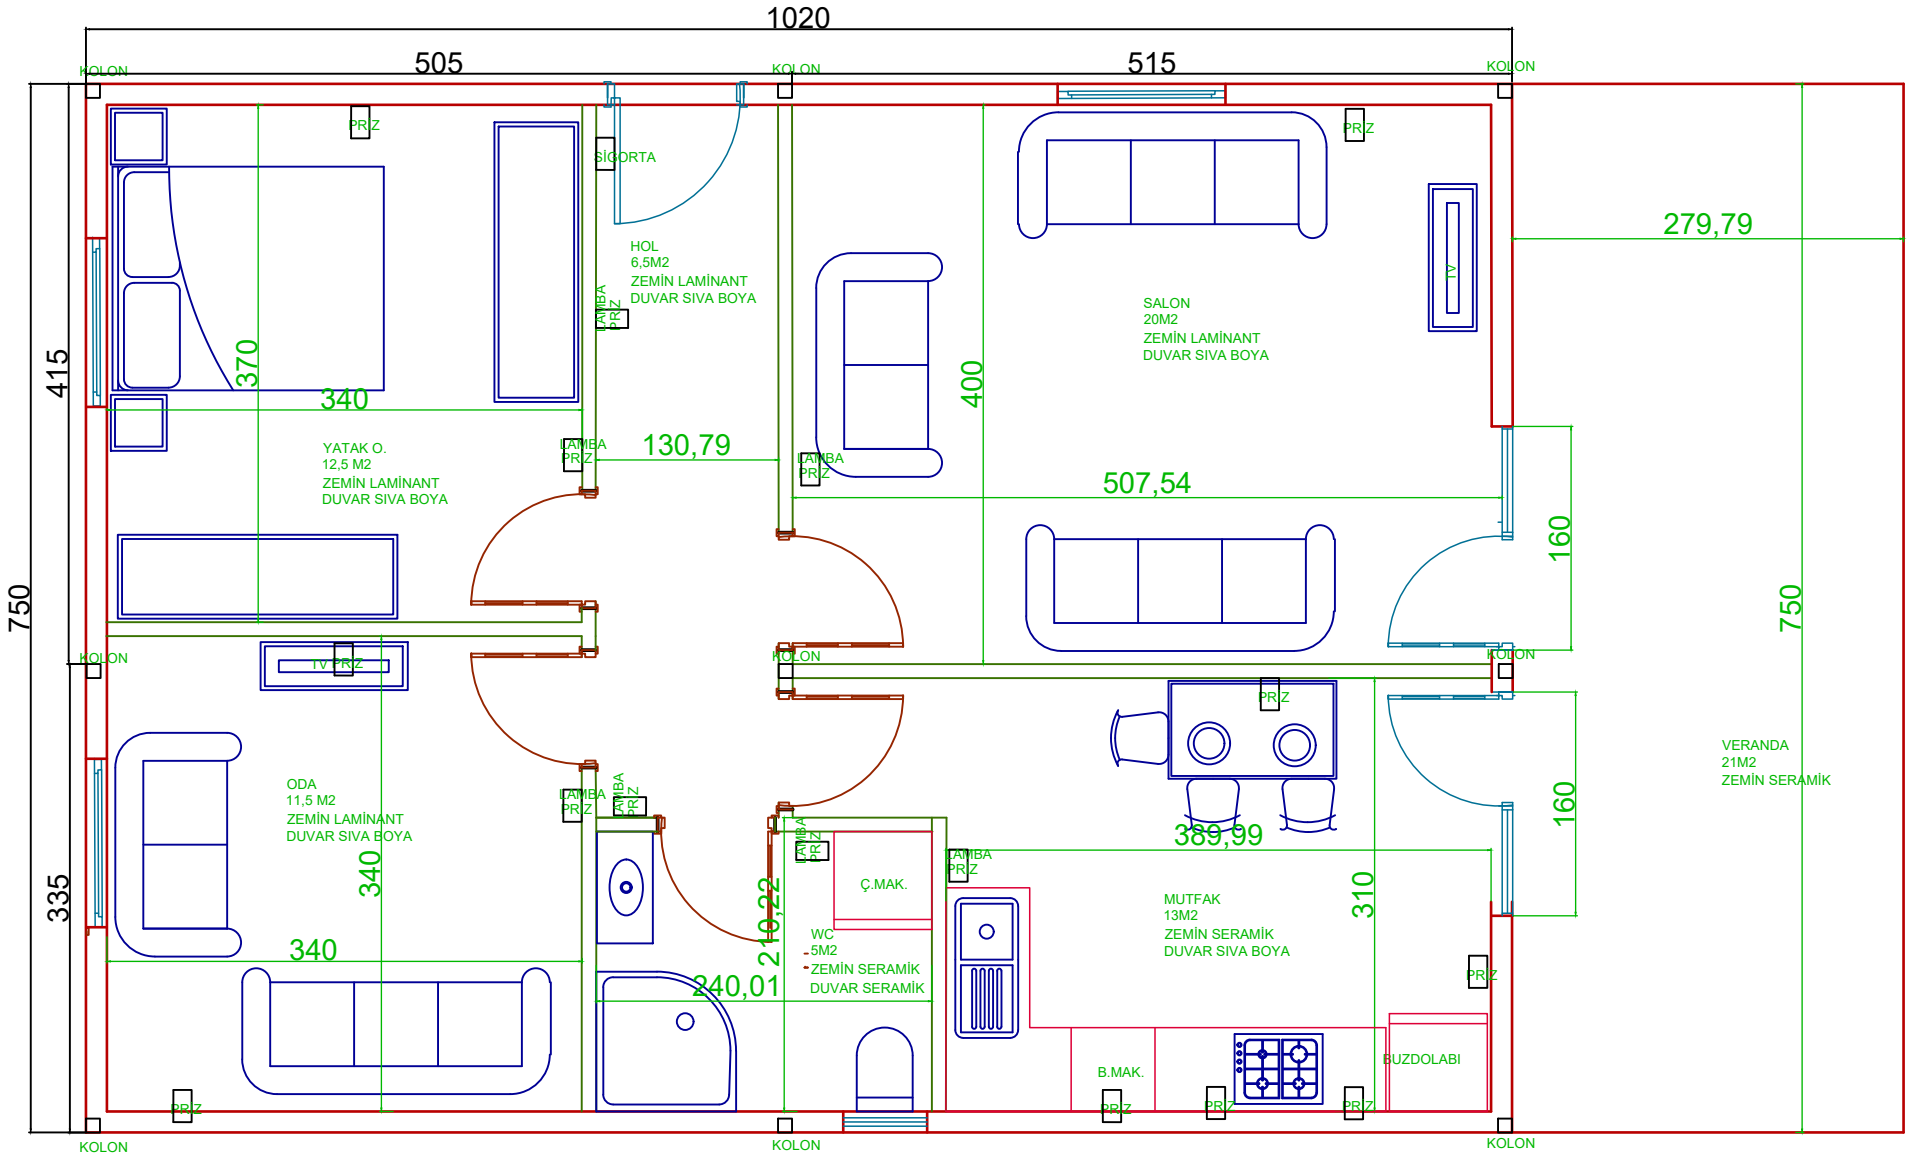 1020
505
515
KOLON
KOLON
KOLON
PRİZ
PRİZ
SİGORTA
279,79
HOL
6,5M2
ZEMİN LAMİNANT
DUVAR SIVA BOYA
LAMBA
PRİZ
TV
SALON
20M2
ZEMİN LAMİNANT
DUVAR SIVA BOYA
415
370
340
400
YATAK O.
12,5 M2
ZEMİN LAMİNANT
DUVAR SIVA BOYA
LAMBA
PRİZ
130,79
LAMBA
PRİZ
507,54
160
750
750
KOLON
TV PRİZ
KOLON
KOLON
PRİZ
VERANDA
21M2
ZEMİN SERAMİK
ODA
11,5 M2
ZEMİN LAMİNANT
DUVAR SIVA BOYA
LAMBA
PRİZ
LAMBA
PRİZ
LAMBA
PRİZ
389,99
160
LAMBA
PRİZ
335
340
210,22
Ç.MAK.
310
MUTFAK
13M2
ZEMİN SERAMİK
DUVAR SIVA BOYA
WC
5M2
ZEMİN SERAMİK
DUVAR SERAMİK
340
240,01
PRİZ
B.MAK.
BUZDOLABI
PRİZ
PRİZ
PRİZ
PRİZ
KOLON
KOLON
KOLON